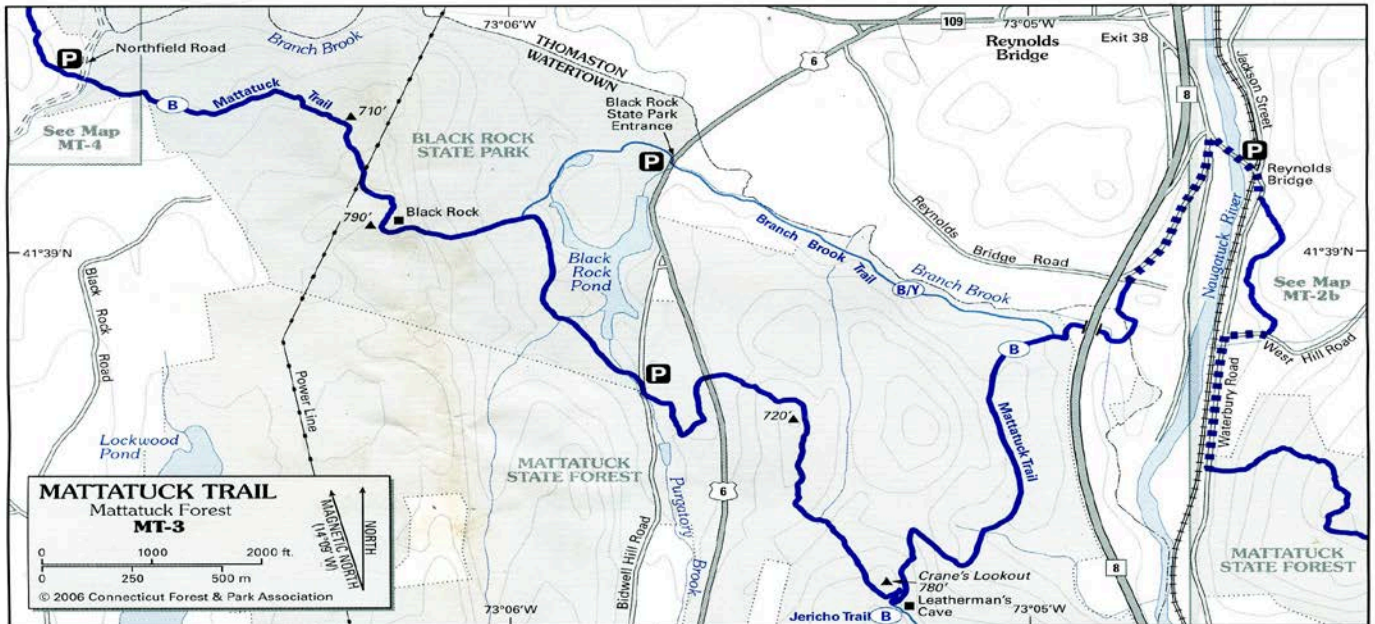 73°06'W
109
73°05'W
Reynolds
Bridge
Exit 38
P
Northfield Road
Branch Brook
THOMASTON
WATERTOWN
6
Jackson Street
8
B
Mattatuck
Trail
710'
Black Rock
State Park
Entrance
See Map
MT-4
BLACK ROCK
STATE PARK
P
P
Reynolds
Bridge
790'
Black Rock
Reynolds
Bridge
Road
Branch Brook Trail
Branch Brook
Naugatuck River
41°39'N
41°39'N
Black Rock Road
Black
Rock
Pond
B/Y
See Map
MT-2b
B
West Hill Road
Power Line
P
Waterbury Road
720'
Mattatuck Trail
Lockwood
Pond
MATTATUCK
STATE FOREST
6
Purgatory
Brook
Bidwell Hill Road
MATTATUCK TRAIL
Mattatuck Forest
MT-3
0 1000 2000 ft.
0 250 500 m
© 2006 Connecticut Forest & Park Association
MAGNETIC NORTH
(14°09'W)
NORTH
8
MATTATUCK
STATE FOREST
Crane's Lookout
780'
Leatherman's
Cave
73°06'W
73°05'W
Jericho Trail
B